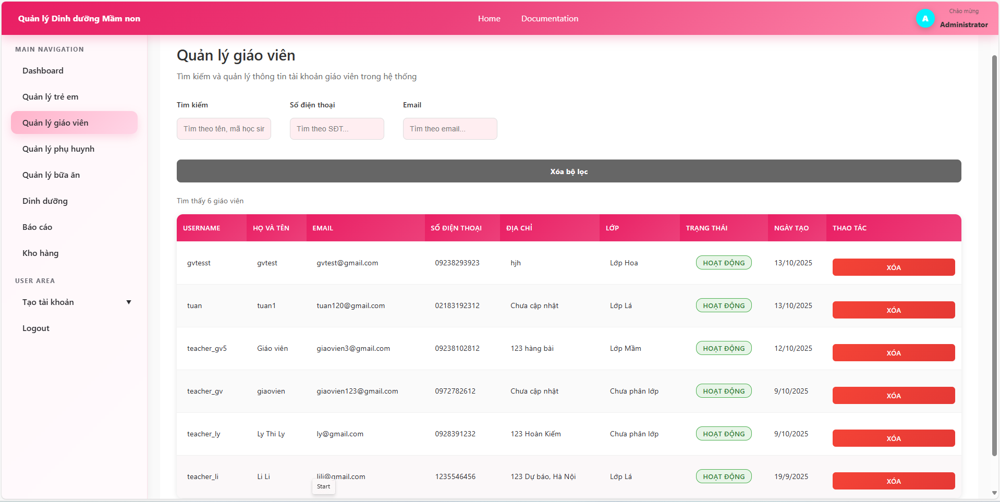 Quản lý Dinh dưỡng Mầm non
Home
Documentation
A
Chào mừng
Administrator
MAIN NAVIGATION
Dashboard
Quản lý trẻ em
Quản lý giáo viên
Quản lý phụ huynh
Quản lý bữa ăn
Dinh dưỡng
Báo cáo
Kho hàng
USER AREA
Tạo tài khoản ▼
Logout
Quản lý giáo viên
Tìm kiếm và quản lý thông tin tài khoản giáo viên trong hệ thống
Tìm kiếm
Số điện thoại
Email
Tìm theo tên, mã học sir
Tìm theo SĐT...
Tìm theo email...
Xóa bộ lọc
Tìm thấy 6 giáo viên
USERNAME HỌ VÀ TÊN EMAIL SỐ ĐIỆN THOẠI ĐỊA CHỈ LỚP TRẠNG THÁI NGÀY TẠO THAO TÁC
gvtesst gvtest gvtest@gmail.com 09238293923 hjh Lớp Hoa HOẠT ĐỘNG 13/10/2025 XÓA
tuan tuan1 tuan120@gmail.com 02183192312 Chưa cập nhật Lớp Lá HOẠT ĐỘNG 13/10/2025 XÓA
teacher_gv5 Giáo viên giaovien3@gmail.com 09238102812 123 hàng bài Lớp Mầm HOẠT ĐỘNG 12/10/2025 XÓA
teacher_gv giaovien giaovien123@gmail.com 0972782612 Chưa cập nhật Chưa phân lớp HOẠT ĐỘNG 9/10/2025 XÓA
teacher_ly Ly Thi Ly ly@gmail.com 0928391232 123 Hoàn Kiếm Chưa phân lớp HOẠT ĐỘNG 9/10/2025 XÓA
teacher_li Li Li lili@gmail.com 1235546456 123 Dự báo, Hà Nội Lớp Lá HOẠT ĐỘNG 19/9/2025 XÓA
Start